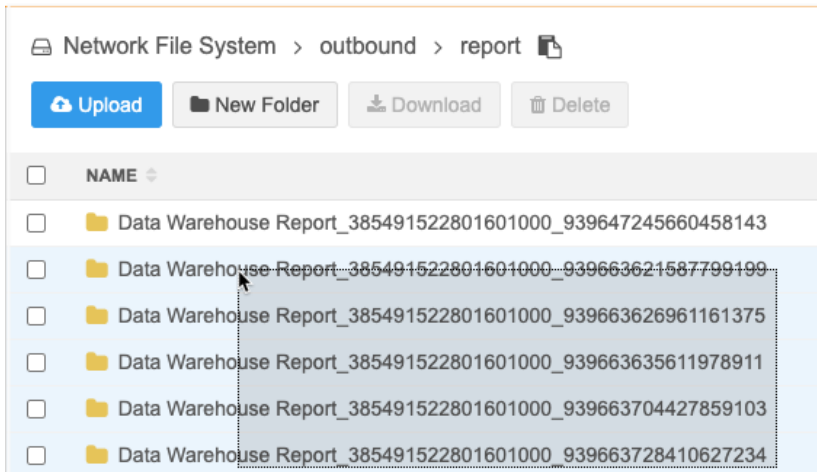 Network File System > outbound > report
Upload New Folder Download Delete
NAME
Data Warehouse Report_385491522801601000_939647245660458143
Data Warehouse Report_385491522801601000_939663621587799199
Data Warehouse Report_385491522801601000_939663626961161375
Data Warehouse Report_385491522801601000_939663635611978911
Data Warehouse Report_385491522801601000_939663704427859103
Data Warehouse Report_385491522801601000_939663728410627234